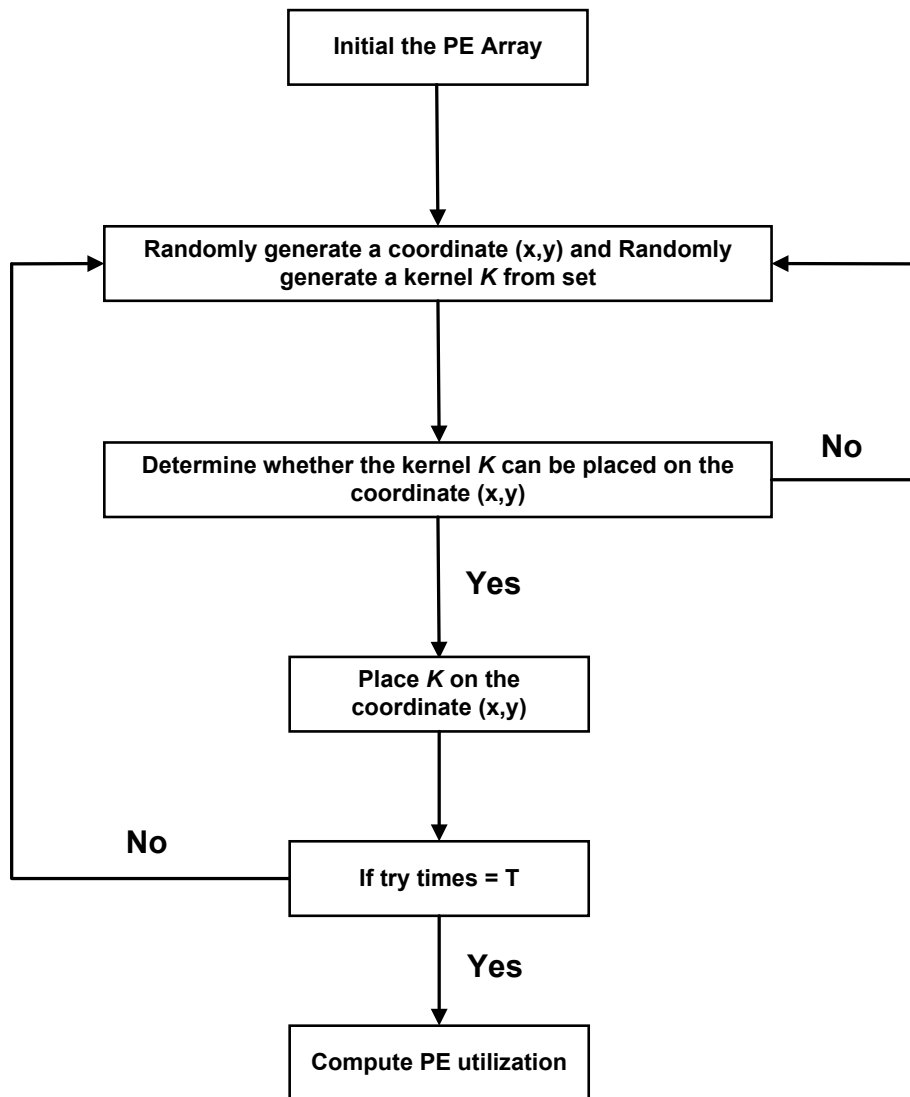 Initial the PE Array
Randomly generate a coordinate (x,y) and Randomly
generate a kernel K from set
Determine whether the kernel K can be placed on the
coordinate (x,y)
No
Yes
Place K on the
coordinate (x,y)
No
If try times = T
Yes
Compute PE utilization